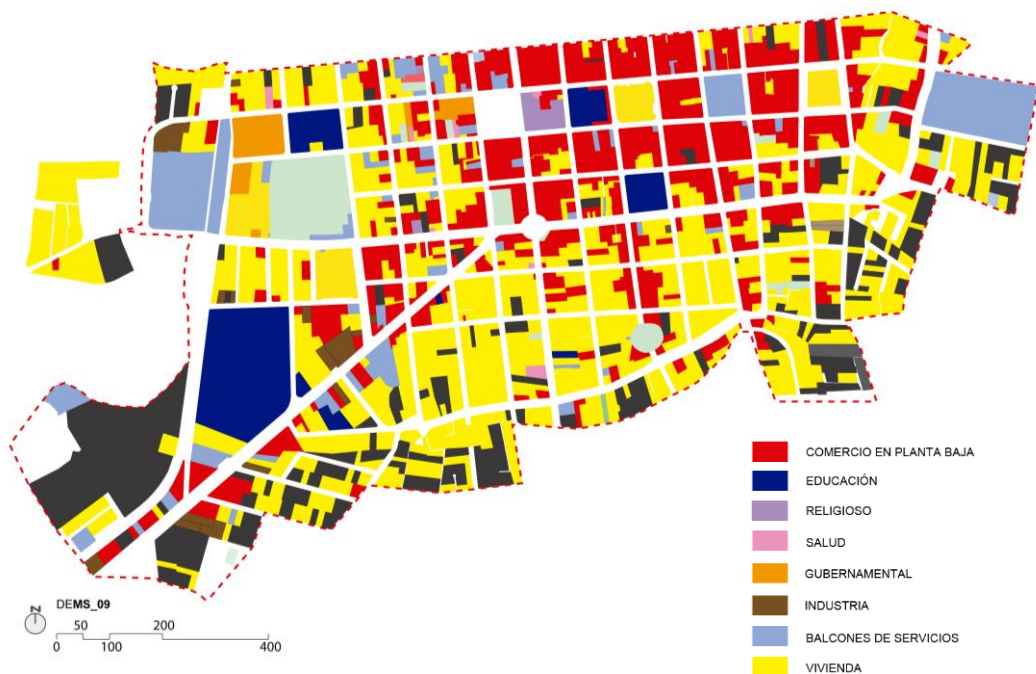 COMERCIO EN PLANTA BAJA
EDUCACIÓN
RELIGIOSO
SALUD
GUBERNAMENTAL
INDUSTRIA
BALCONES DE SERVICIOS
VIVIENDA
DEMS_09
N
50 200
0 100 400